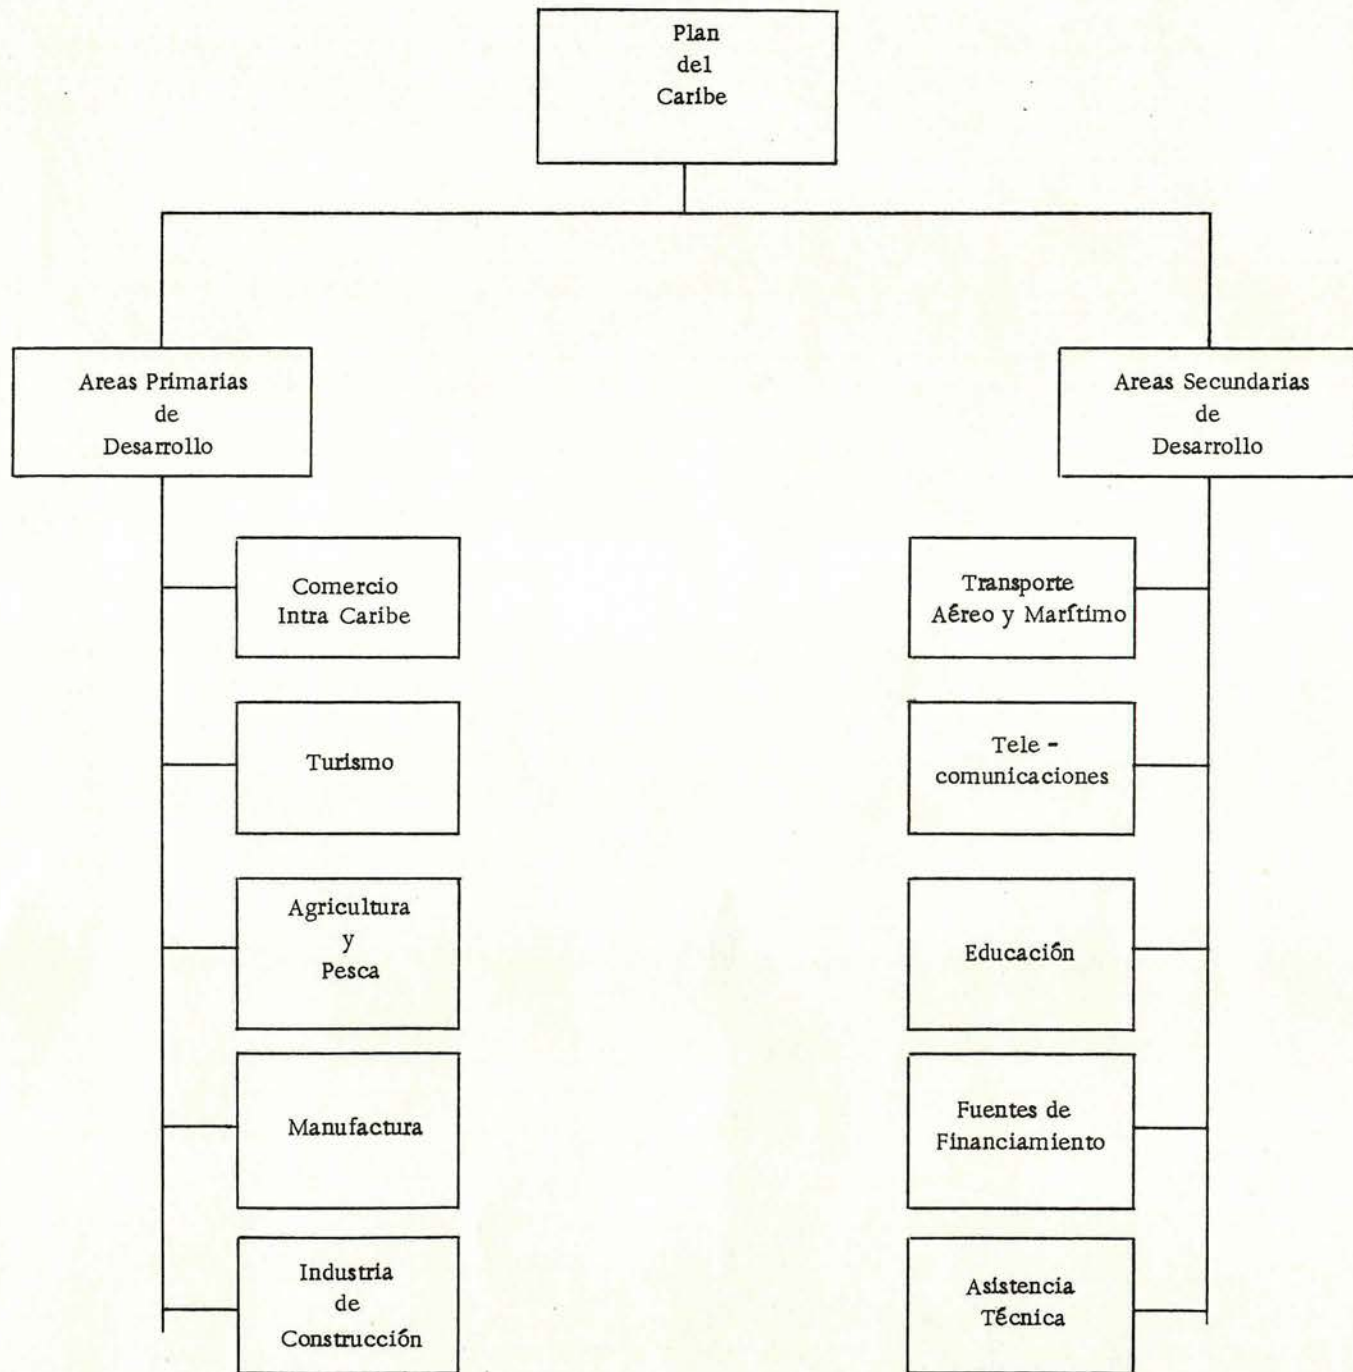 Plan
del
Caribe
Areas Primarias
de
Desarrollo
Areas Secundarias
de
Desarrollo
Comercio
Intra Caribe
Turismo
Agricultura
y
Pesca
Manufactura
Industria
de
Construcción
Transporte
Aéreo y Marítimo
Tele -
comunicaciones
Educación
Fuentes de
Financiamiento
Asistencia
Técnica